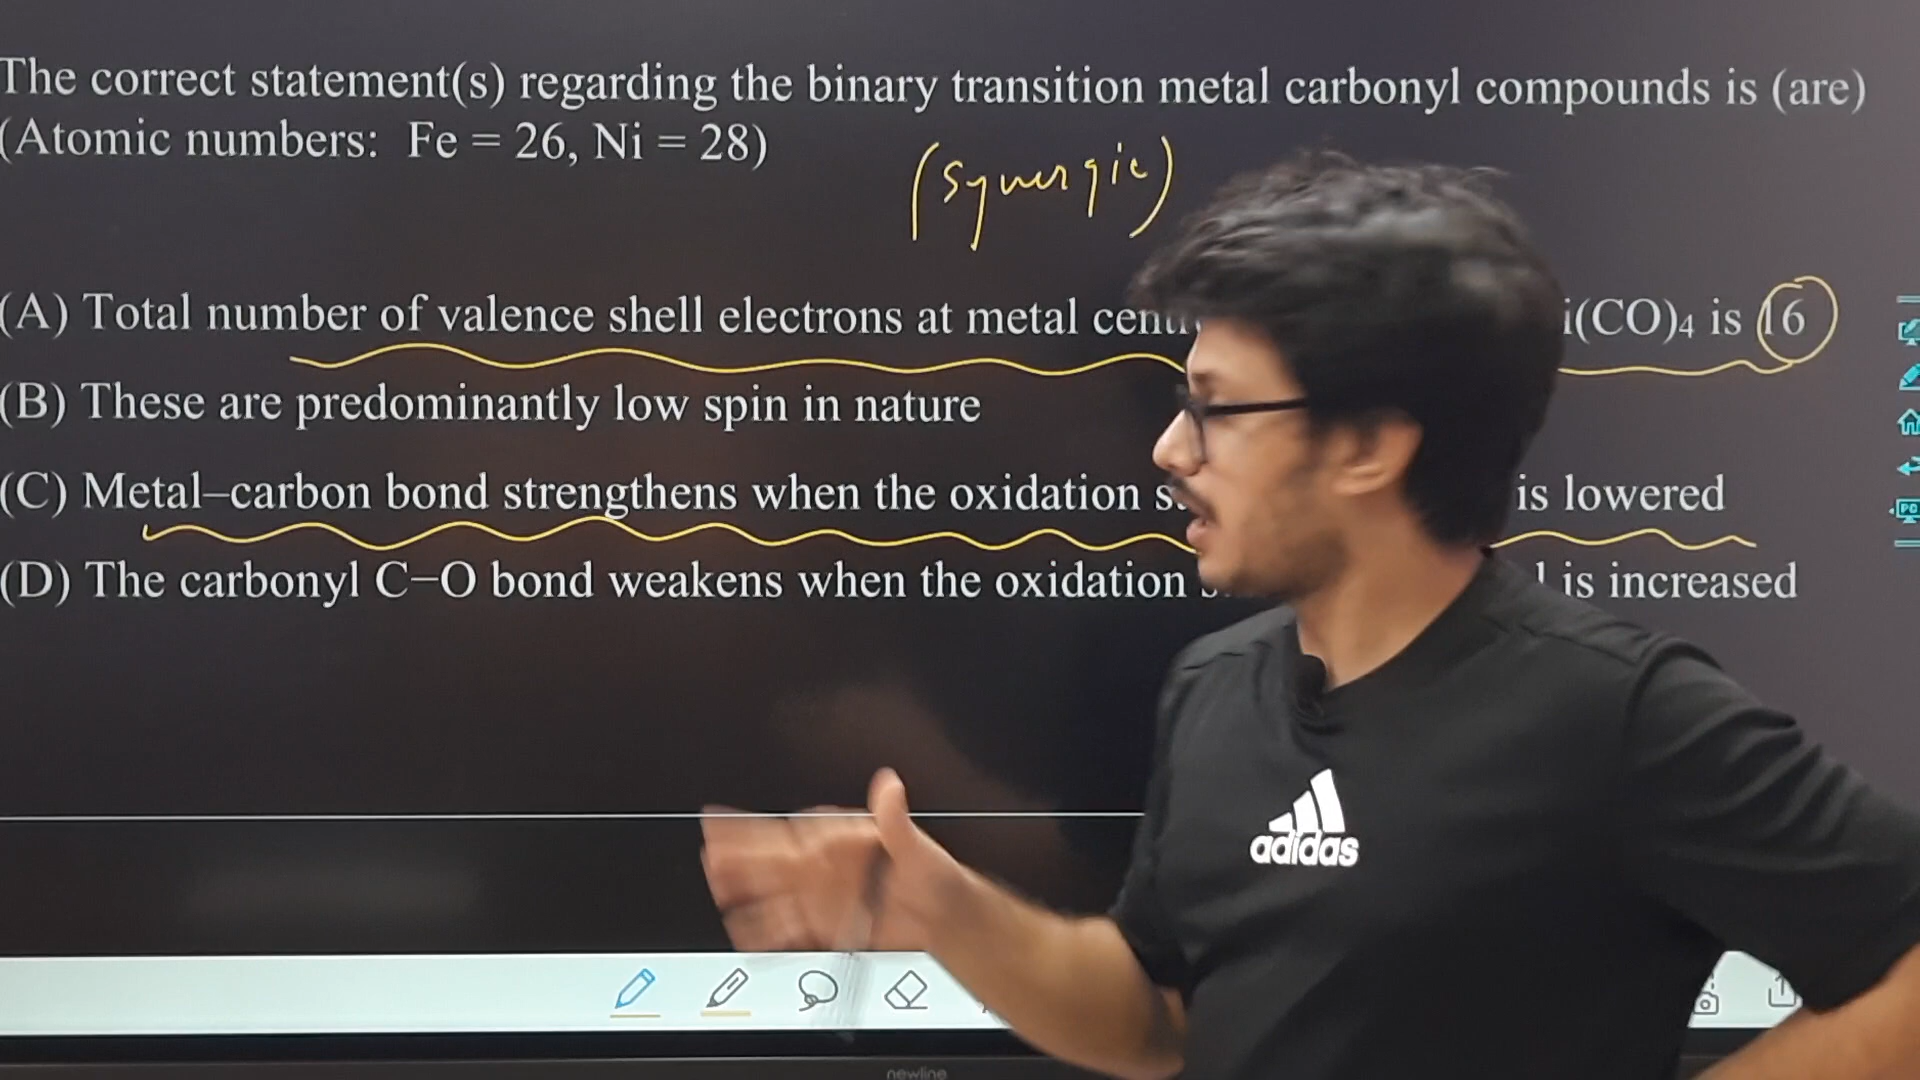 The correct statement(s) regarding the binary transition metal carbonyl compounds is (are)
(Atomic numbers: Fe = 26, Ni = 28)
(synergic)
(A) Total number of valence shell electrons at metal i(CO)₄ is 16
(B) These are predominantly low spin in nature
(C) Metal–carbon bond strengthens when the oxidation is lowered
(D) The carbonyl C–O bond weakens when the oxidation l is increased
adidas
newline